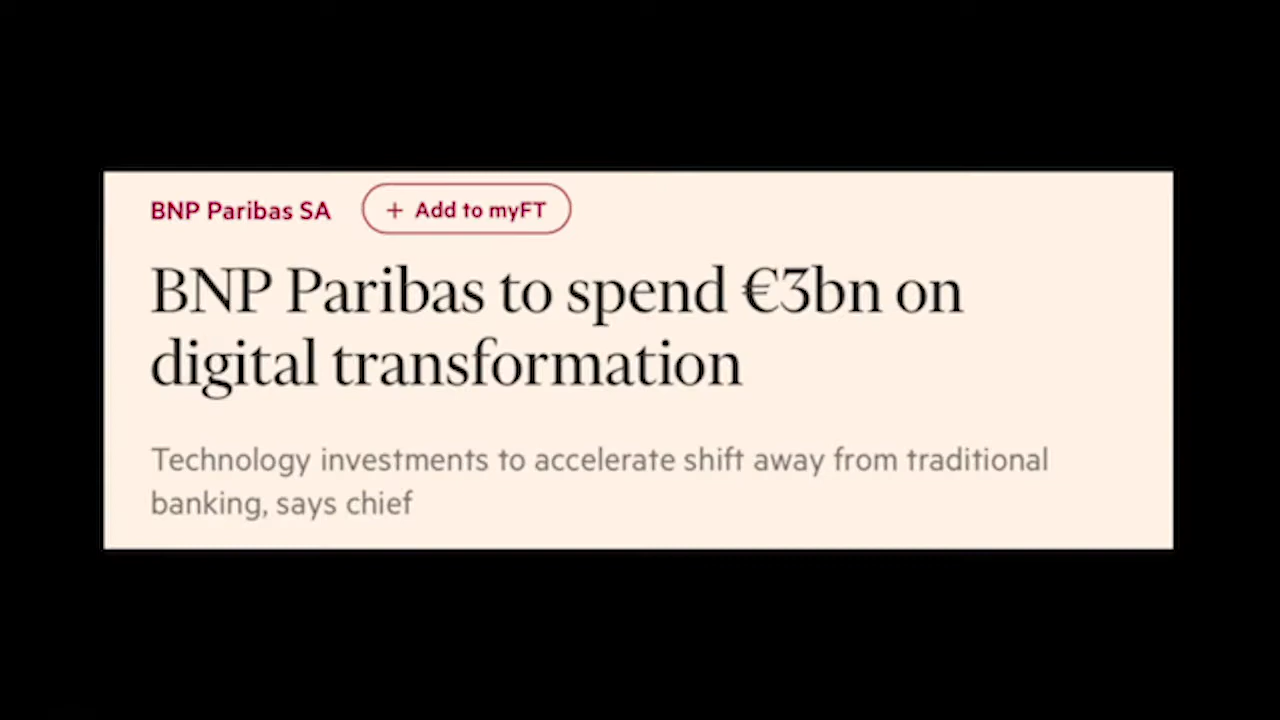 BNP Paribas SA + Add to myFT
BNP Paribas to spend €3bn on
digital transformation
Technology investments to accelerate shift away from traditional
banking, says chief